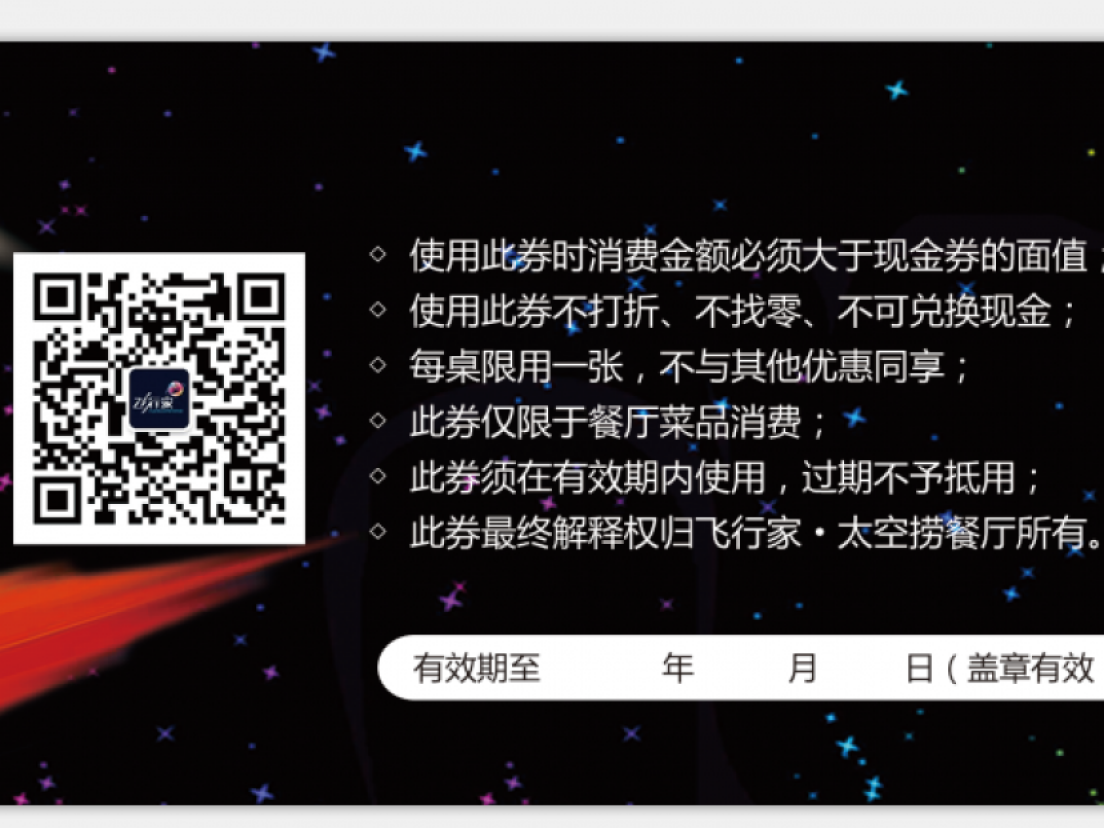 使用此券时消费金额必须大于现金券的面值;
使用此券不打折、不找零、不可兑换现金;
每桌限用一张,不与其他优惠同享;
此券仅限于餐厅菜品消费;
此券须在有效期内使用,过期不予抵用;
此券最终解释权归飞行家·太空捞餐厅所有。
有效期至 年 月 日(盖章有效
飞行家